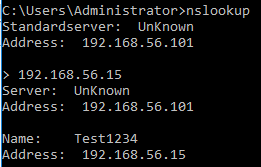 C:\Users\Administrator>nslookup
Standardserver:  UnKnown
Address:  192.168.56.101
> 192.168.56.15
Server:  UnKnown
Address:  192.168.56.101
Name:    Test1234
Address:  192.168.56.15